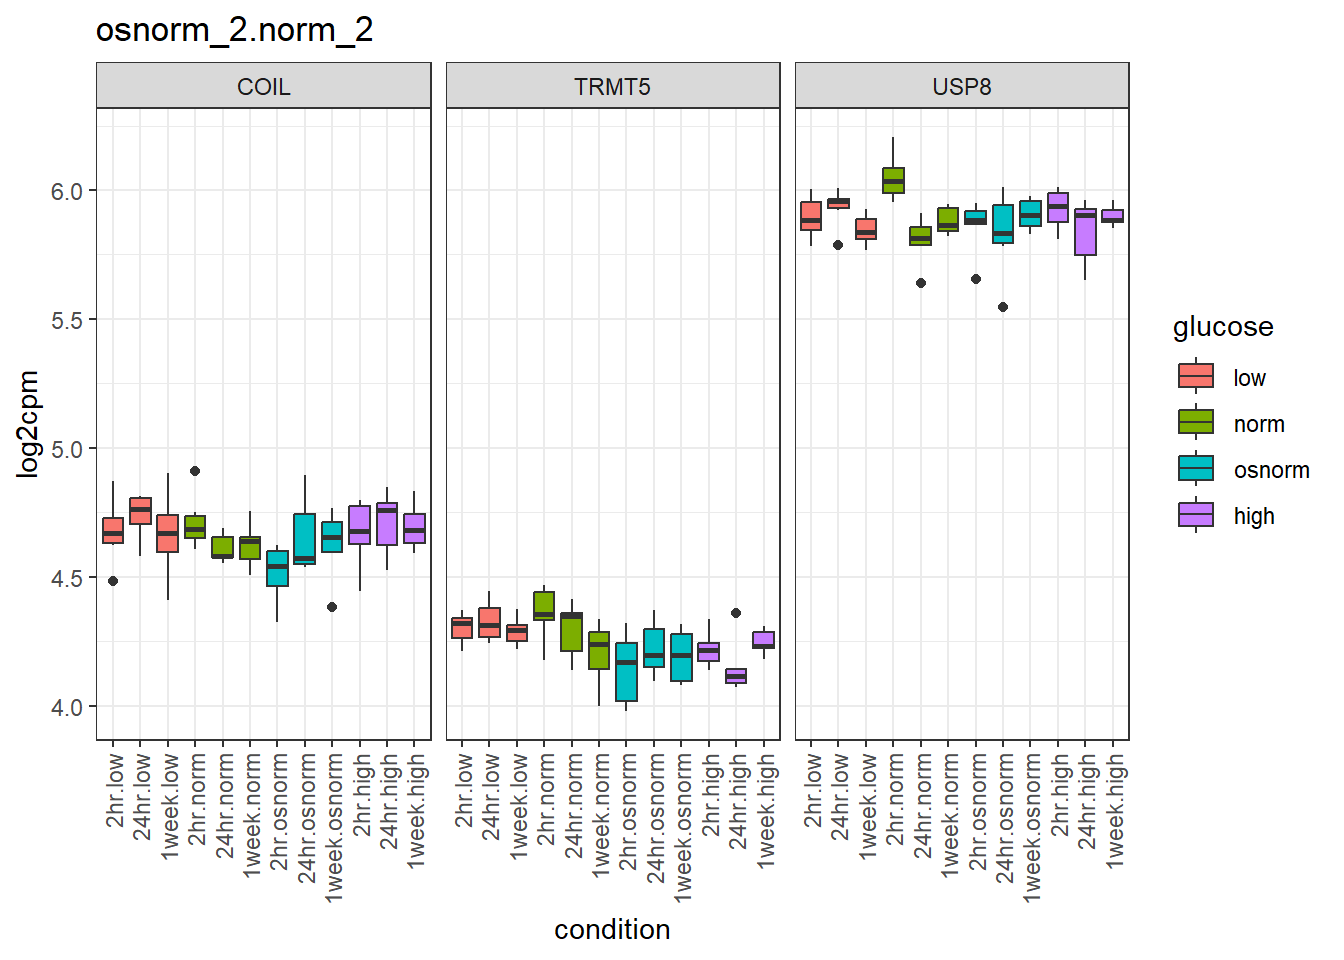 osnorm_2.norm_2
COIL
TRMT5
USP8
log2cpm
6.0
5.5
5.0
4.5
4.0
2hr.low
24hr.low
1week.low
2hr.norm
24hr.norm
1week.norm
2hr.osnorm
24hr.osnorm
1week.osnorm
2hr.high
24hr.high
1week.high
2hr.low
24hr.low
1week.low
2hr.norm
24hr.norm
1week.norm
2hr.osnorm
24hr.osnorm
1week.osnorm
2hr.high
24hr.high
1week.high
2hr.low
24hr.low
1week.low
2hr.norm
24hr.norm
1week.norm
2hr.osnorm
24hr.osnorm
1week.osnorm
2hr.high
24hr.high
1week.high
condition
glucose
low
norm
osnorm
high